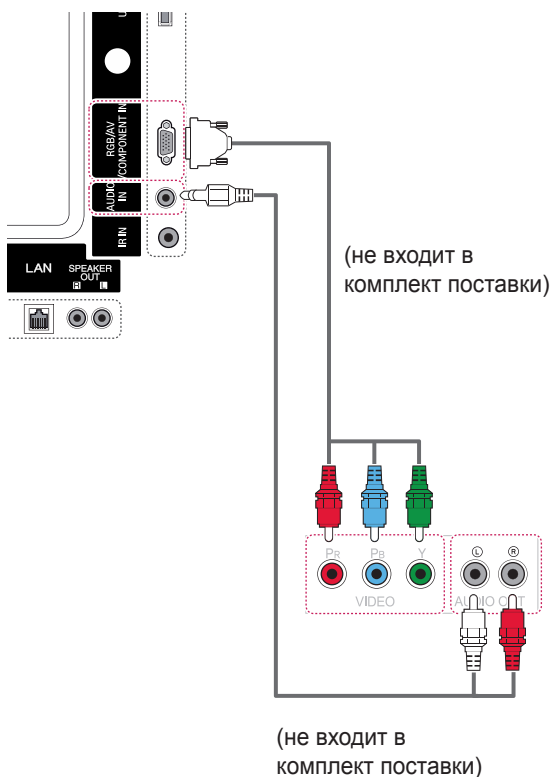 RGB/AV
/COMPONENT IN
AUDIO
IN
IR IN
LAN
SPEAKER
OUT
R L
(не входит в
комплект поставки)
PR PB Y
VIDEO
L R
AUDIO OUT
(не входит в
комплект поставки)